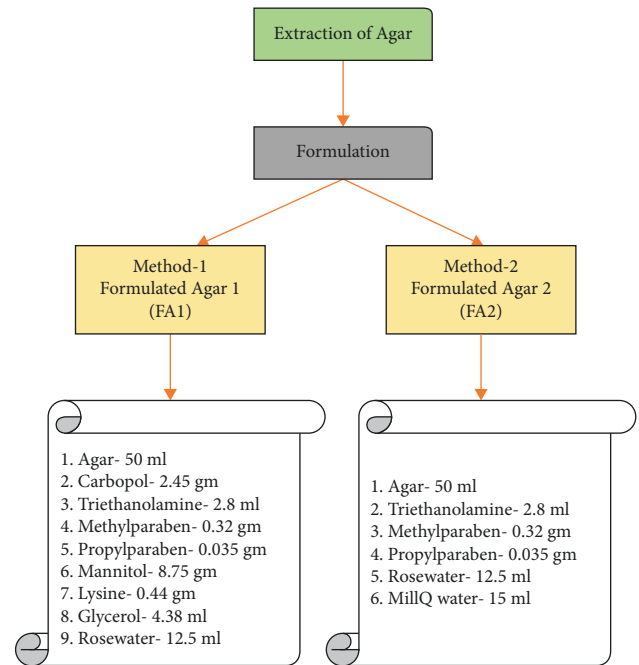 Extraction of Agar
Formulation
Method-1
Formulated Agar 1
(FA1)
Method-2
Formulated Agar 2
(FA2)
1. Agar- 50 ml
2. Carbopol- 2.45 gm
3. Triethanolamine- 2.8 ml
4. Methylparaben- 0.32 gm
5. Propylparaben- 0.035 gm
6. Mannitol- 8.75 gm
7. Lysine- 0.44 gm
8. Glycerol- 4.38 ml
9. Rosewater- 12.5 ml
1. Agar- 50 ml
2. Triethanolamine- 2.8 ml
3. Methylparaben- 0.32 gm
4. Propylparaben- 0.035 gm
5. Rosewater- 12.5 ml
6. MillQ water- 15 ml